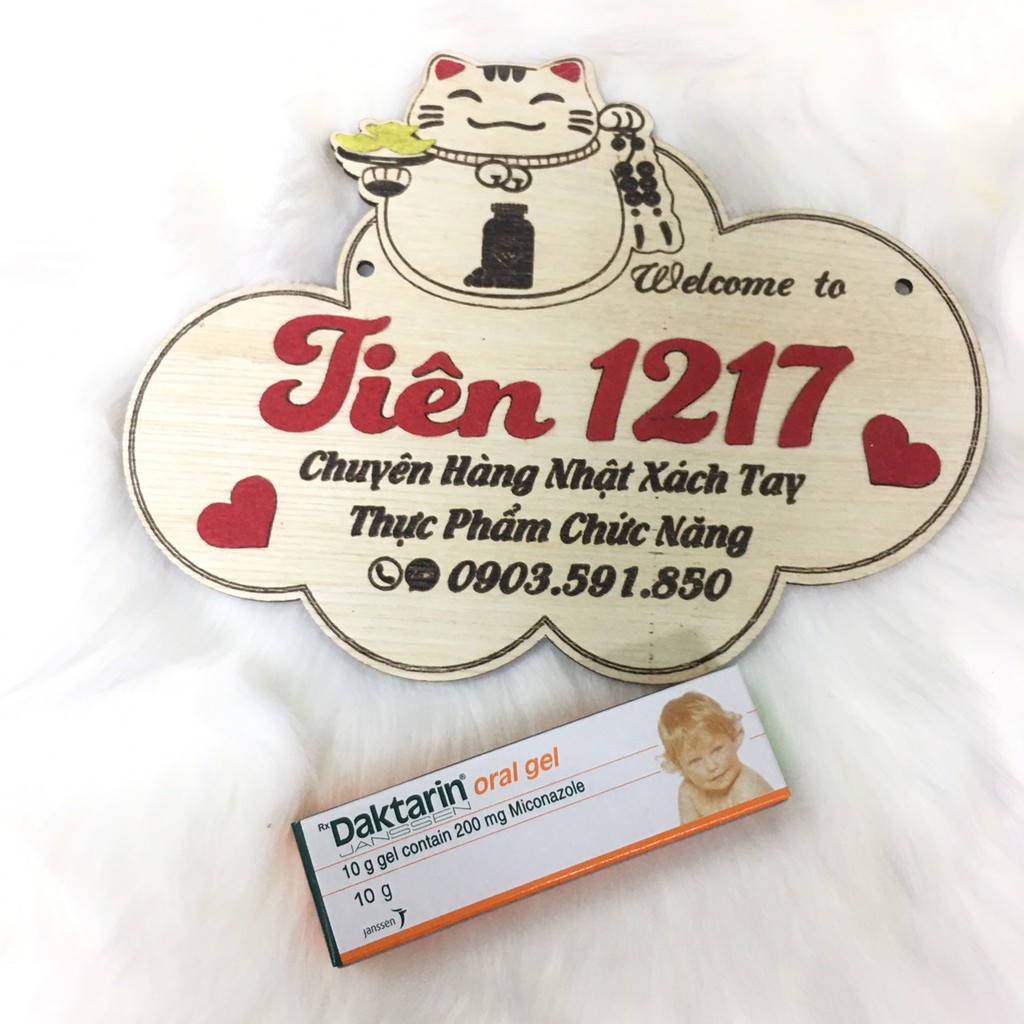 Welcome to
Tiên 1217
Chuyên Hàng Nhật Xách Tay
Thực Phẩm Chức Năng
0903.591.850
Rx Daktarin® oral gel
JANSSEN
10 g gel contain 200 mg Miconazole
10 g
janssen